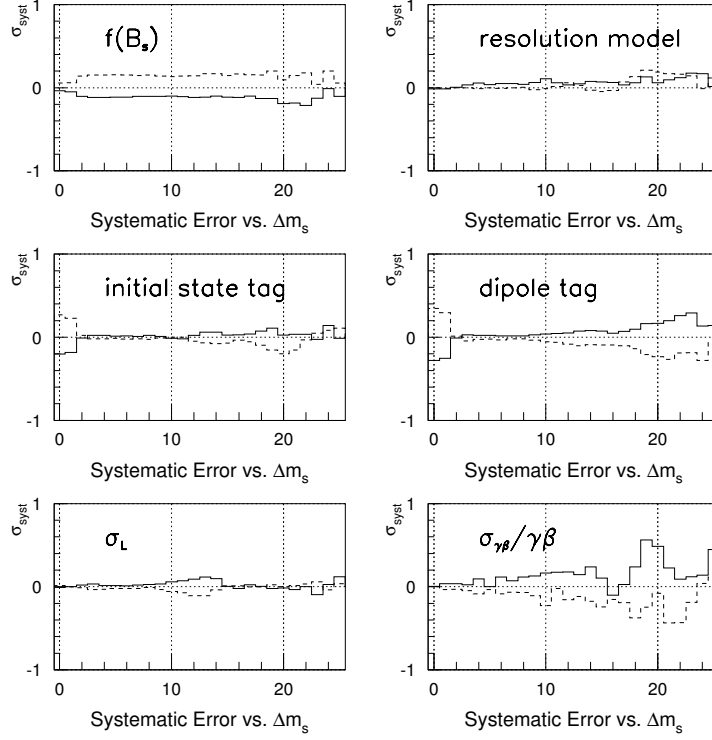 σsyst
1
0
-1
f(Bs)
0
10
20
Systematic Error vs. Δms
σsyst
1
0
-1
resolution model
0
10
20
Systematic Error vs. Δms
σsyst
1
0
-1
initial state tag
0
10
20
Systematic Error vs. Δms
σsyst
1
0
-1
dipole tag
0
10
20
Systematic Error vs. Δms
σsyst
1
0
-1
σL
0
10
20
Systematic Error vs. Δms
σsyst
1
0
-1
σγβ/γβ
0
10
20
Systematic Error vs. Δms